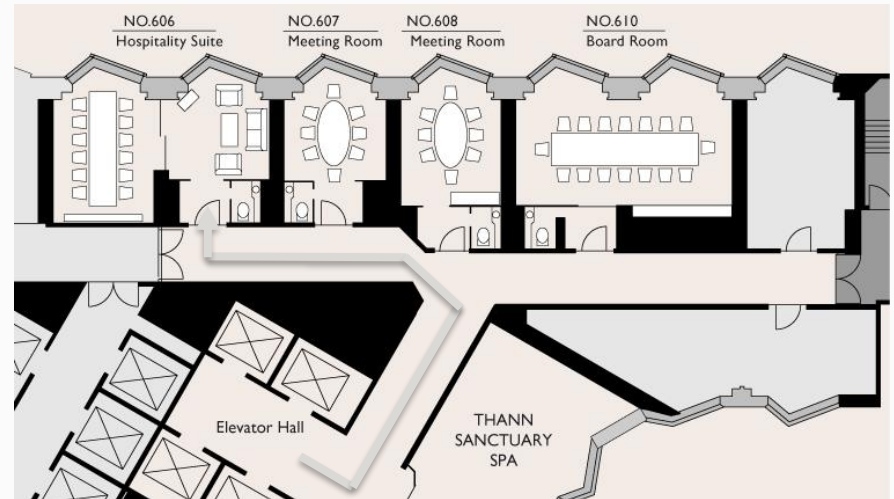 NO.606
Hospitality Suite
NO.607
Meeting Room
NO.608
Meeting Room
NO.610
Board Room
Elevator Hall
THANN
SANCTUARY
SPA